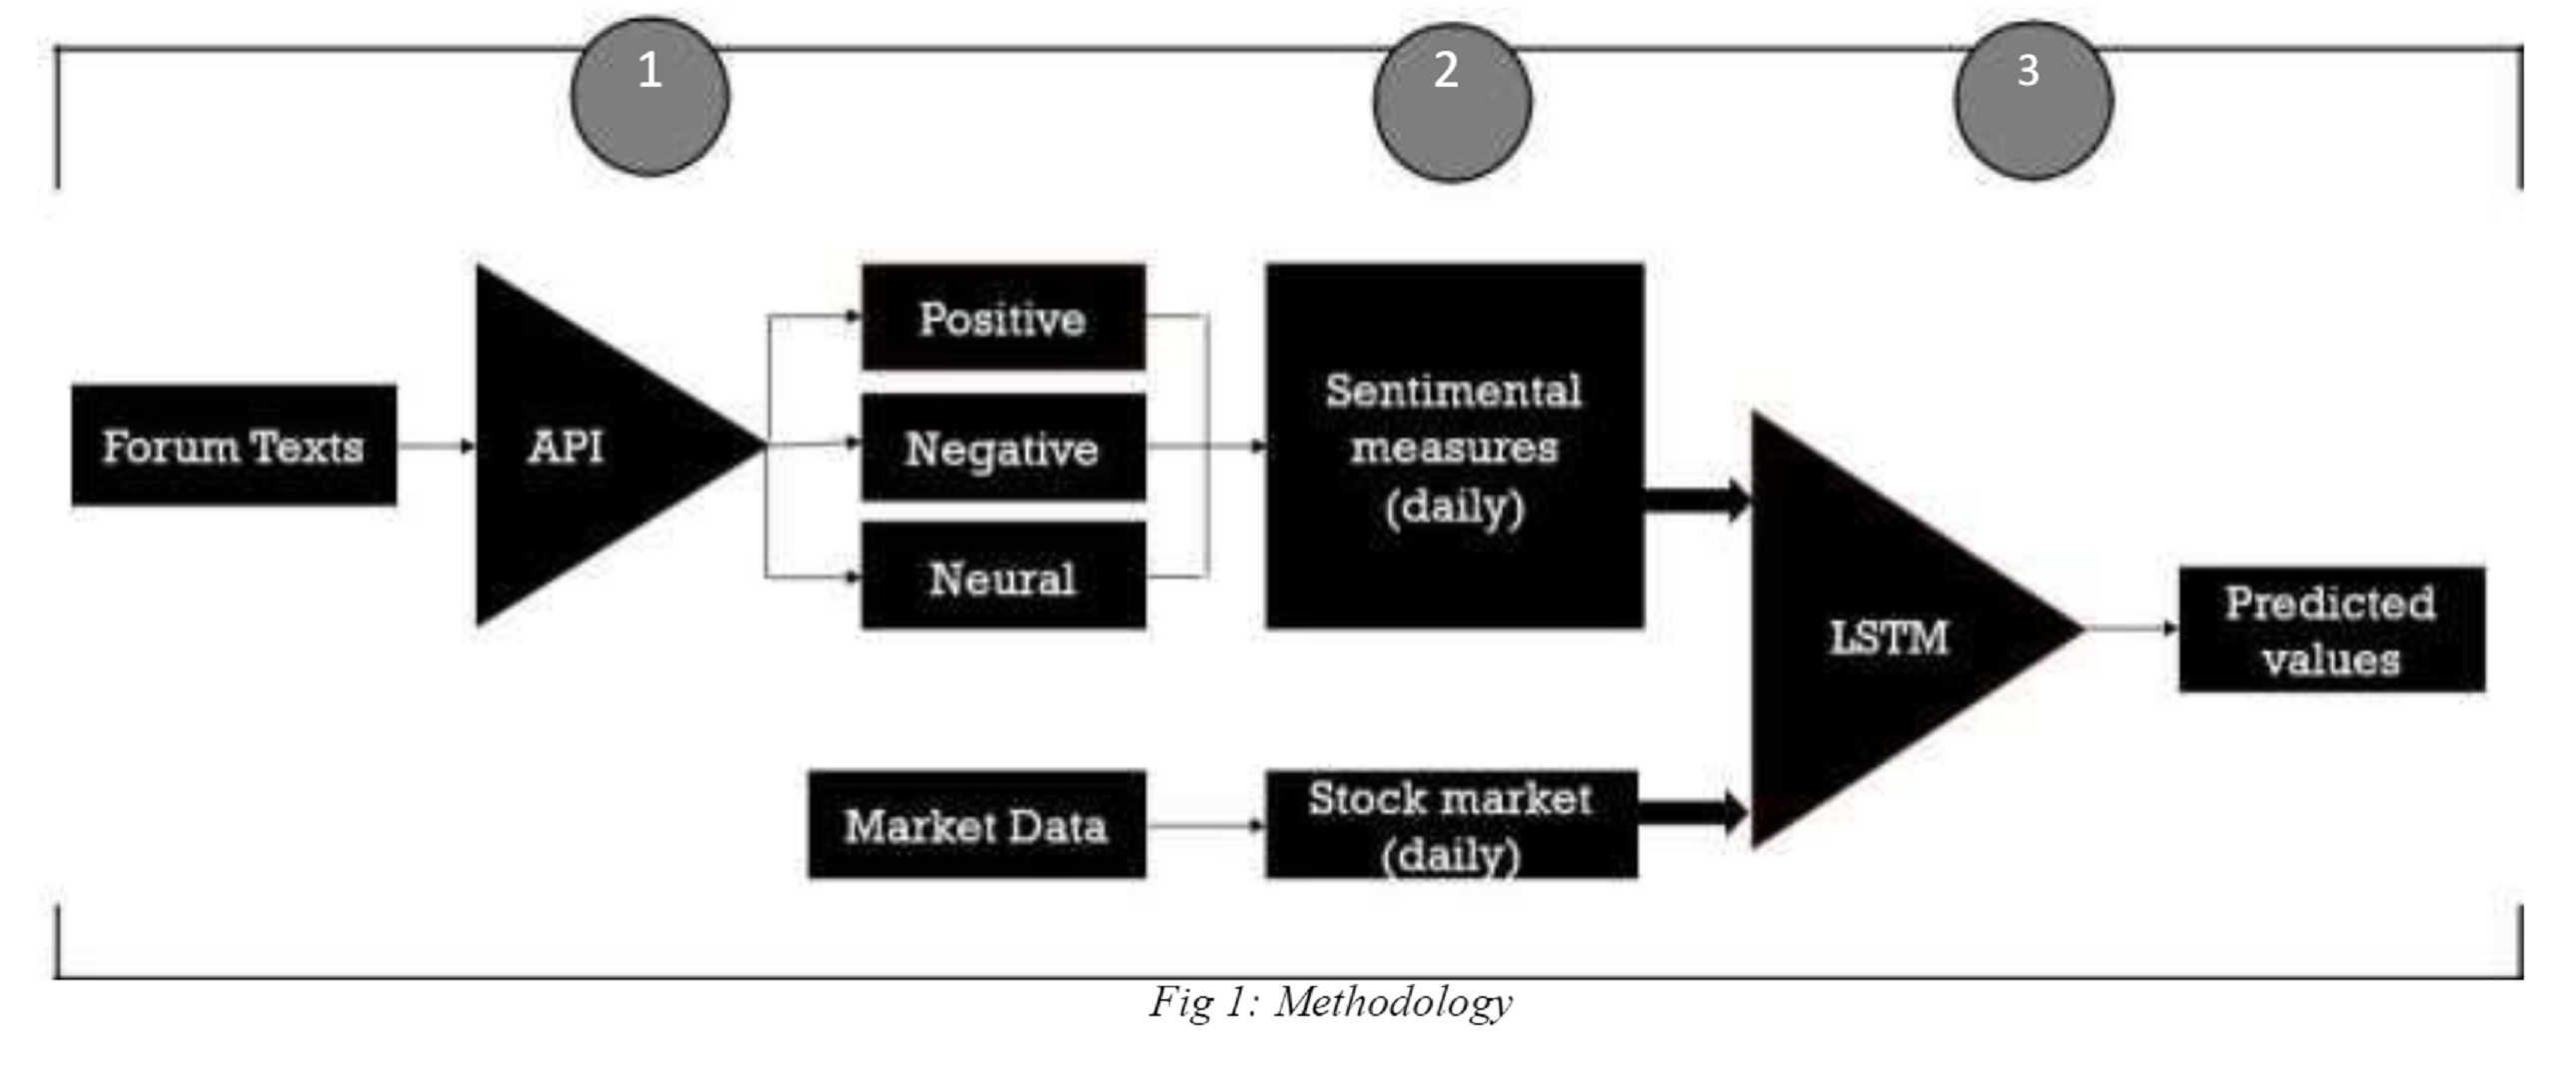 1
2
3
Forum Texts
API
Positive
Negative
Neural
Sentimental
measures
(daily)
Market Data
Stock market
(daily)
LSTM
Predicted
values
Fig 1: Methodology